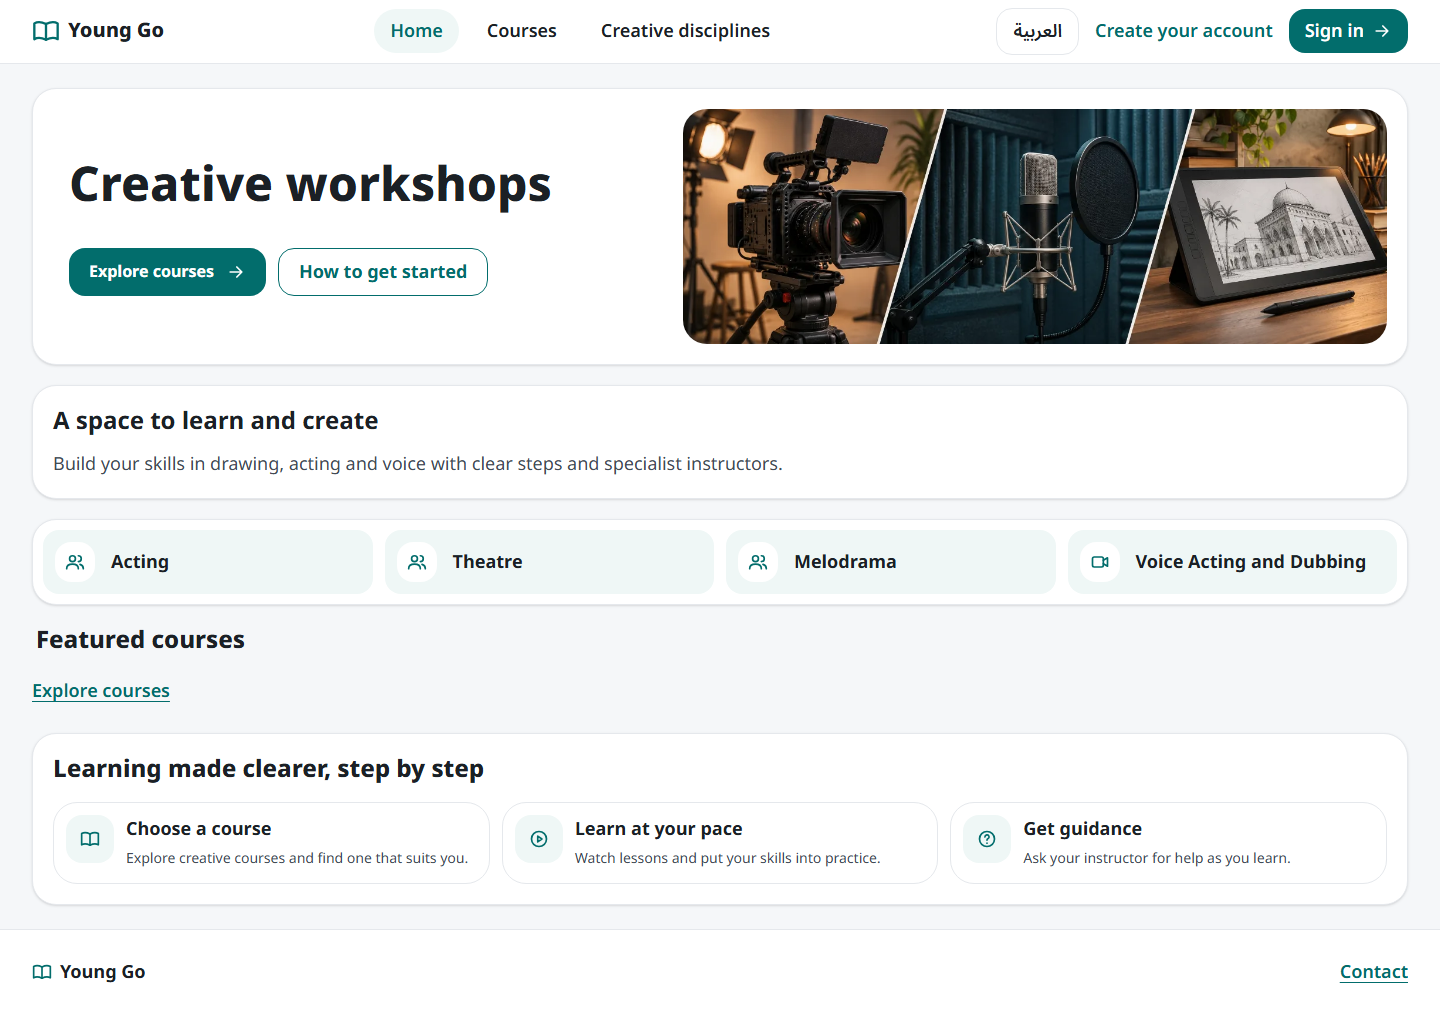 Young Go
Home
Courses
Creative disciplines
العربية
Create your account
Sign in
Creative workshops
Explore courses
How to get started
A space to learn and create
Build your skills in drawing, acting and voice with clear steps and specialist instructors.
Acting
Theatre
Melodrama
Voice Acting and Dubbing
Featured courses
Explore courses
Learning made clearer, step by step
Choose a course
Explore creative courses and find one that suits you.
Learn at your pace
Watch lessons and put your skills into practice.
Get guidance
Ask your instructor for help as you learn.
Young Go
Contact